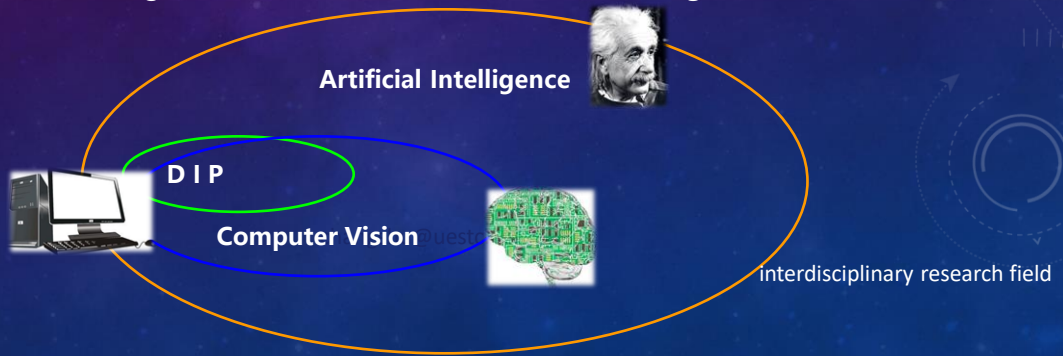 Artificial Intelligence
D I P
Computer Vision
interdisciplinary research field